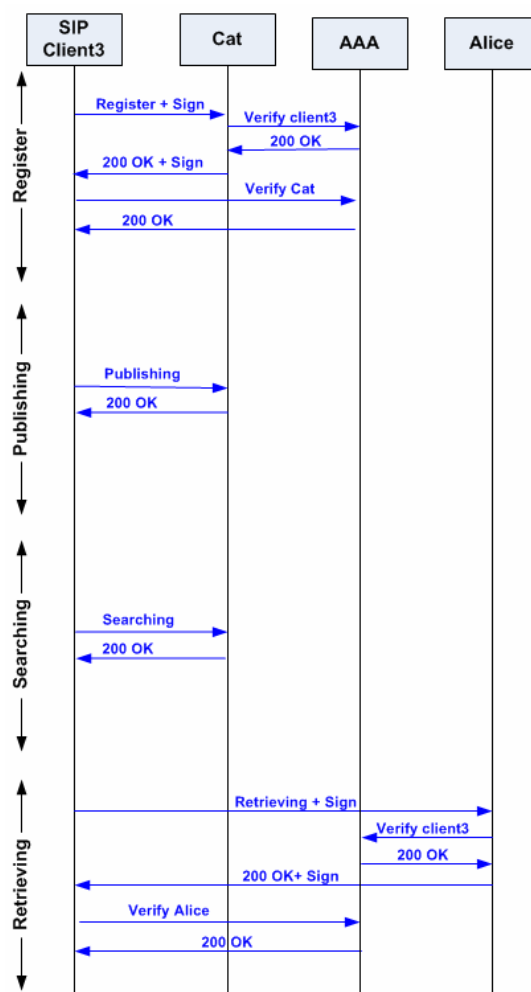 SIP
Client3
Cat
AAA
Alice
Register
Register + Sign
Verify client3
200 OK
200 OK + Sign
Verify Cat
200 OK
Publishing
Publishing
200 OK
Searching
Searching
200 OK
Retrieving
Retrieving + Sign
Verify client3
200 OK
200 OK+ Sign
Verify Alice
200 OK